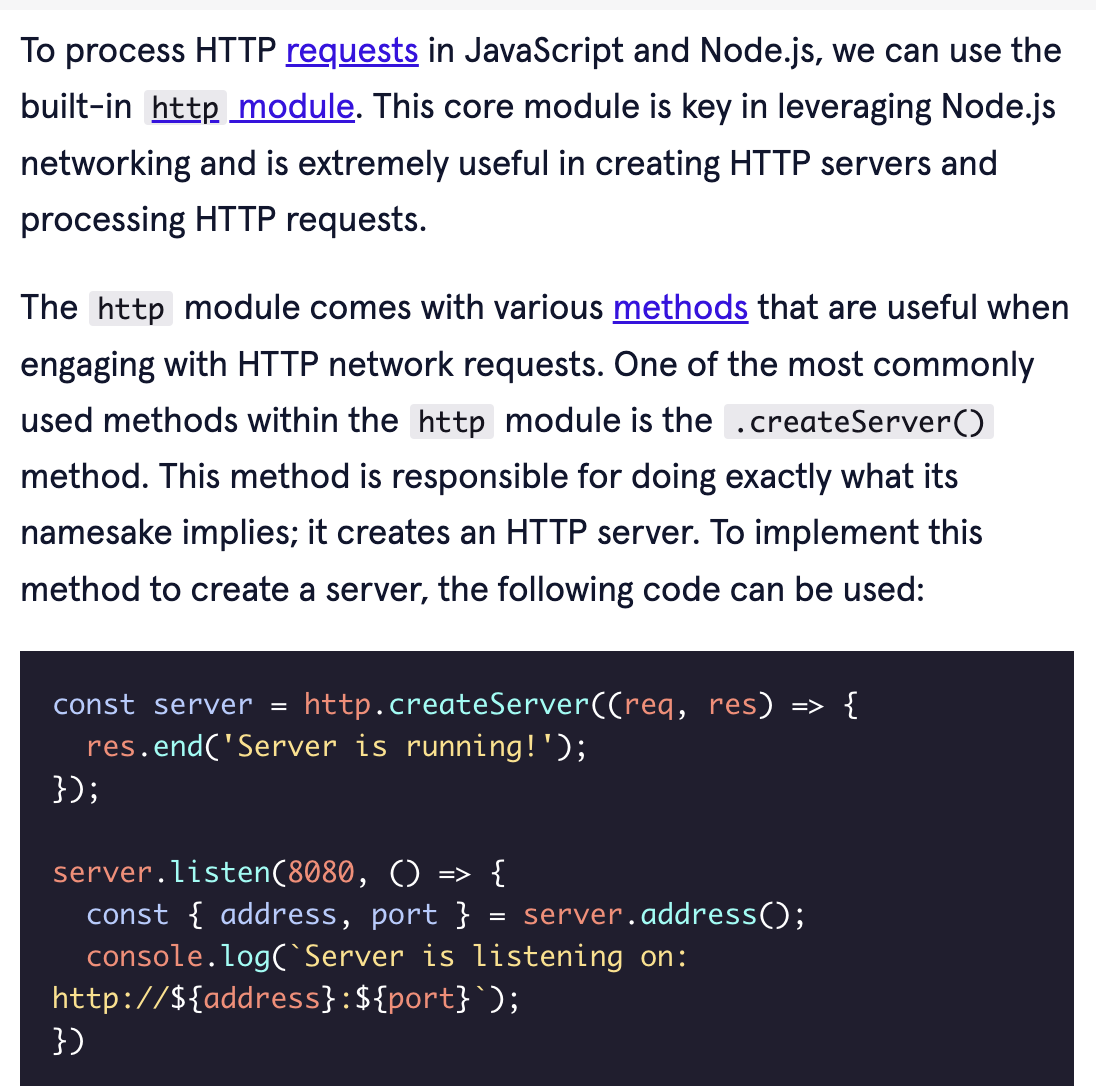 To process HTTP requests in JavaScript and Node.js, we can use the
built-in http module. This core module is key in leveraging Node.js
networking and is extremely useful in creating HTTP servers and
processing HTTP requests.
The http module comes with various methods that are useful when
engaging with HTTP network requests. One of the most commonly
used methods within the http module is the .createServer()
method. This method is responsible for doing exactly what its
namesake implies; it creates an HTTP server. To implement this
method to create a server, the following code can be used:
const server = http.createServer((req, res) => {
  res.end('Server is running!');
});
server.listen(8080, () => {
  const { address, port } = server.address();
  console.log(`Server is listening on:
http://${address}:${port}`);
})